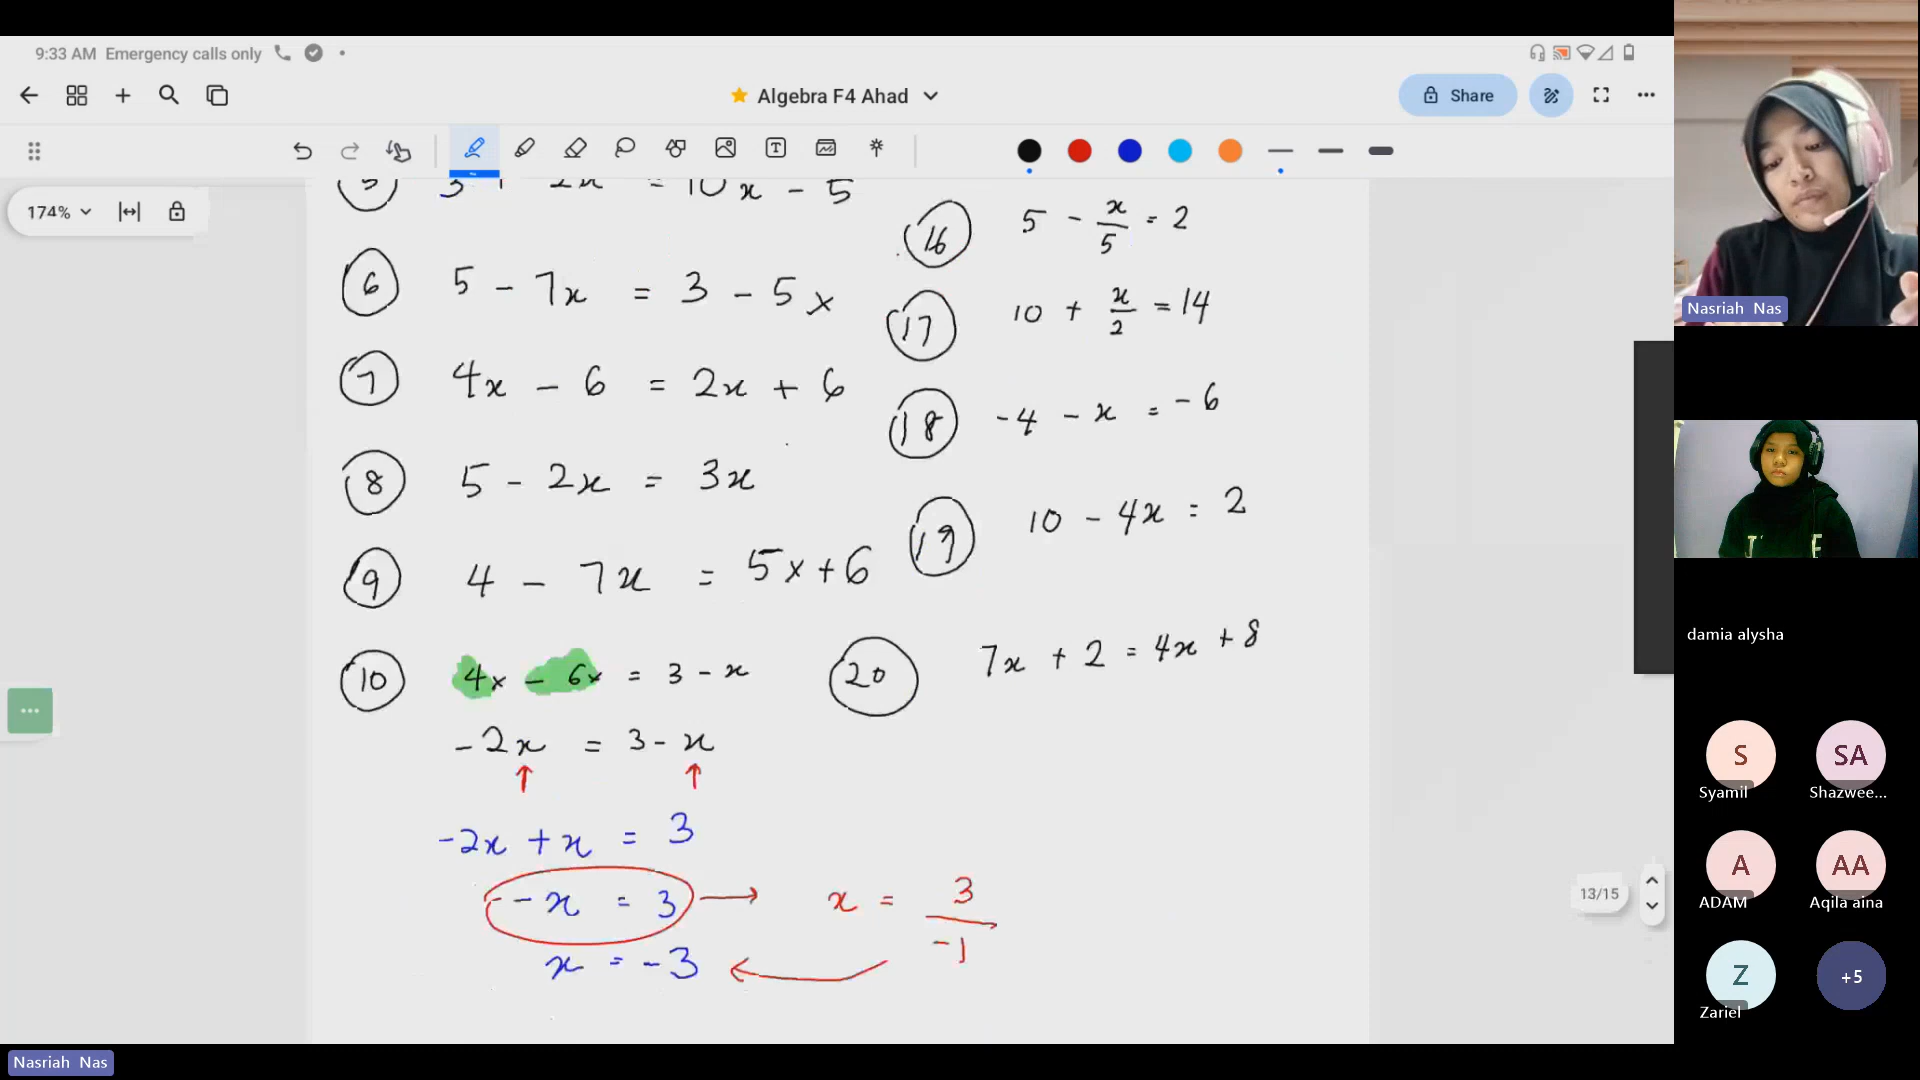 9:33 AM Emergency calls only
Algebra F4 Ahad
Share
174%
3 + 2x = 10x - 5
6 5 - 7x = 3 - 5x
7 4x - 6 = 2x + 6
8 5 - 2x = 3x
9 4 - 7x = 5x + 6
10 4x - 6x = 3 - x
-2x = 3 - x
-2x + x = 3
-x = 3
x = 3/-1
x = -3
16 5 - x/5 = 2
17 10 + x/2 = 14
18 -4 - x = -6
19 10 - 4x = 2
20 7x + 2 = 4x + 8
13/15
Nasriah Nas
damia alysha
S SA
Syamil Shazwee...
A AA
ADAM Aqila aina
Z +5
Zariel
Nasriah Nas